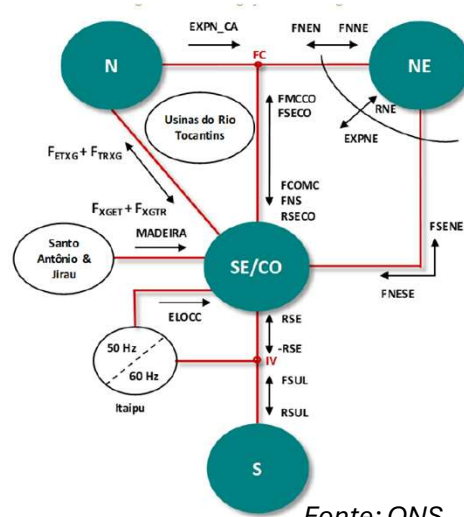 EXPN_CA
FNEN FNNE
FC
N
NE
Usinas do Rio
Tocantins
FMCCO
FSECO
RNE
EXPNE
FETXG + FTRXG
FXGET + FXGTR
FCOMC
FNS
RSECO
MADEIRA
Santo
Antônio &
Jirau
SE/CO
FSENE
FNESE
ELOCC
RSE
-RSE
50 Hz
60 Hz
IV
Itaipu
FSUL
RSUL
S
Fonte: ONS